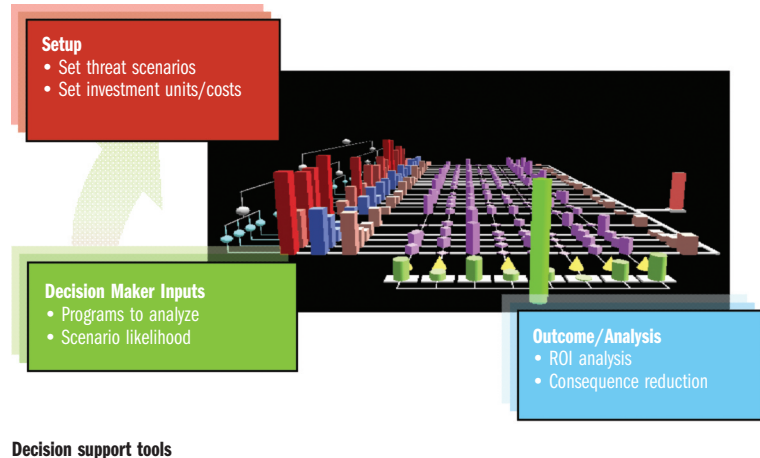 Setup
• Set threat scenarios
• Set investment units/costs
Decision Maker Inputs
• Programs to analyze
• Scenario likelihood
Outcome/Analysis
• ROI analysis
• Consequence reduction
Decision support tools